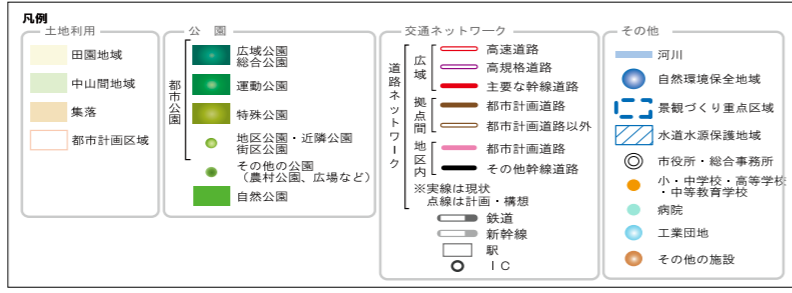 凡例
土地利用
田園地域
中山間地域
集落
都市計画区域
公園
都市公園
広域公園
総合公園
運動公園
特殊公園
地区公園・近隣公園
街区公園
その他の公園
（農村公園、広場など）
自然公園
交通ネットワーク
道路ネットワーク
広域
高速道路
高規格道路
主要な幹線道路
拠点間
都市計画道路
都市計画道路以外
地区内
都市計画道路
その他幹線道路
※実線は現状
点線は計画・構想
鉄道
新幹線
駅
ＩＣ
その他
河川
自然環境保全地域
景観づくり重点区域
水道水源保護地域
市役所・総合事務所
小・中学校・高等学校
・中等教育学校
病院
工業団地
その他の施設